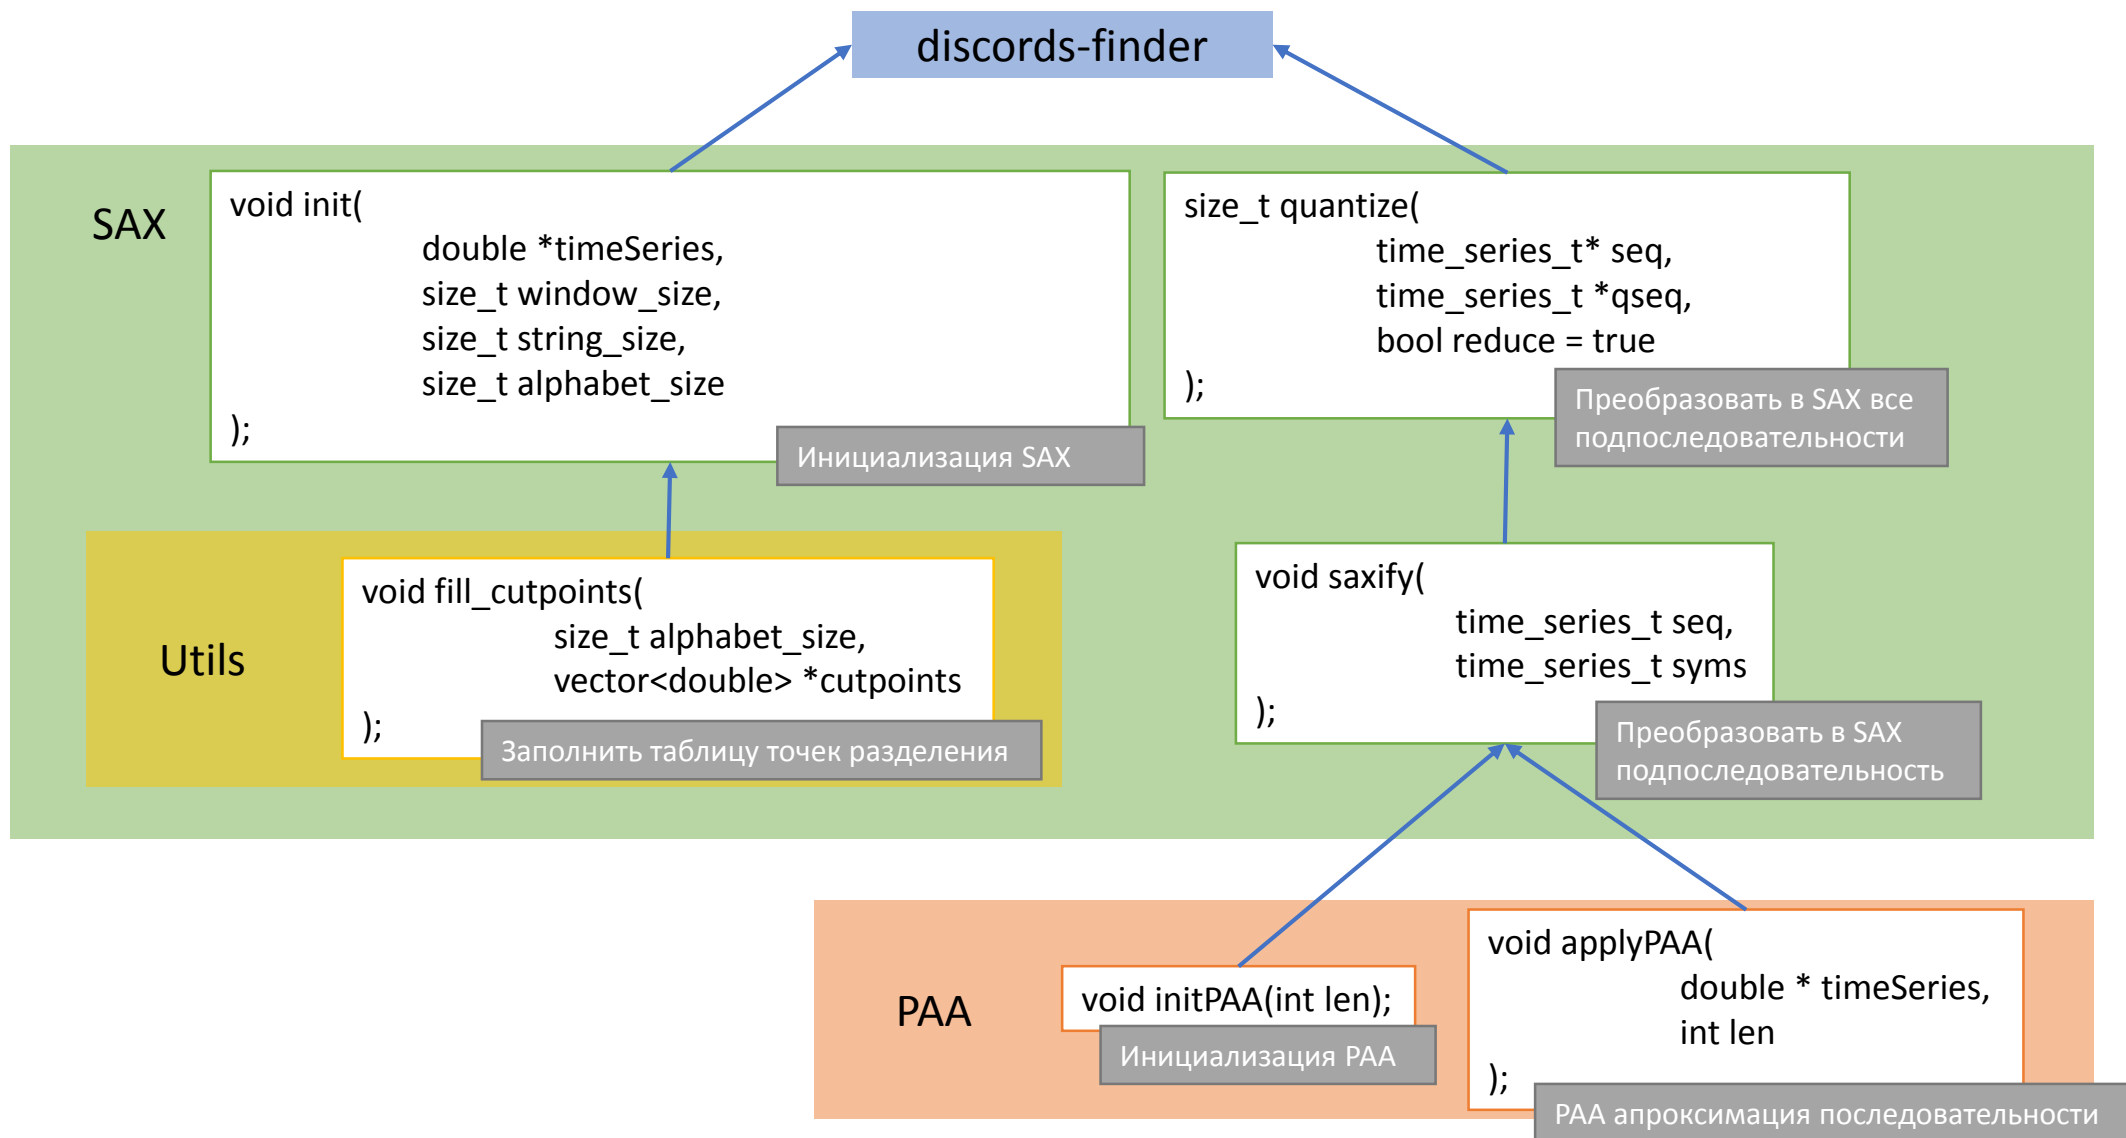 discords-finder
SAX
void init(
double *timeSeries,
size_t window_size,
size_t string_size,
size_t alphabet_size
);
Инициализация SAX
size_t quantize(
time_series_t* seq,
time_series_t *qseq,
bool reduce = true
);
Преобразовать в SAX все
подпоследовательности
Utils
void fill_cutpoints(
size_t alphabet_size,
vector<double> *cutpoints
);
Заполнить таблицу точек разделения
void saxify(
time_series_t seq,
time_series_t syms
);
Преобразовать в SAX
подпоследовательность
PAA
void initPAA(int len);
Инициализация PAA
void applyPAA(
double * timeSeries,
int len
);
PAA апроксимация последовательности